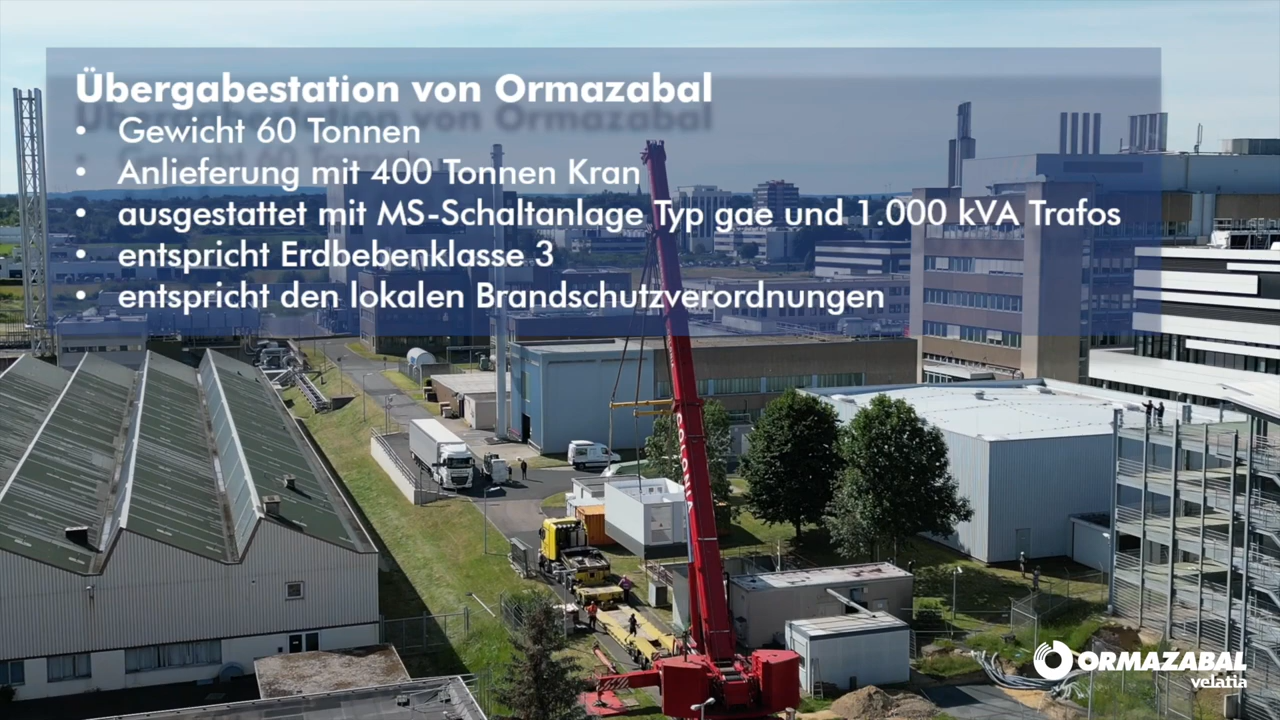 Übergabestation von Ormazabal
• Gewicht 60 Tonnen
• Anlieferung mit 400 Tonnen Kran
• ausgestattet mit MS-Schaltanlage Typ gae und 1.000 kVA Trafos
• entspricht Erdbebenklasse 3
• entspricht den lokalen Brandschutzverordnungen
ORMAZABAL
velatia